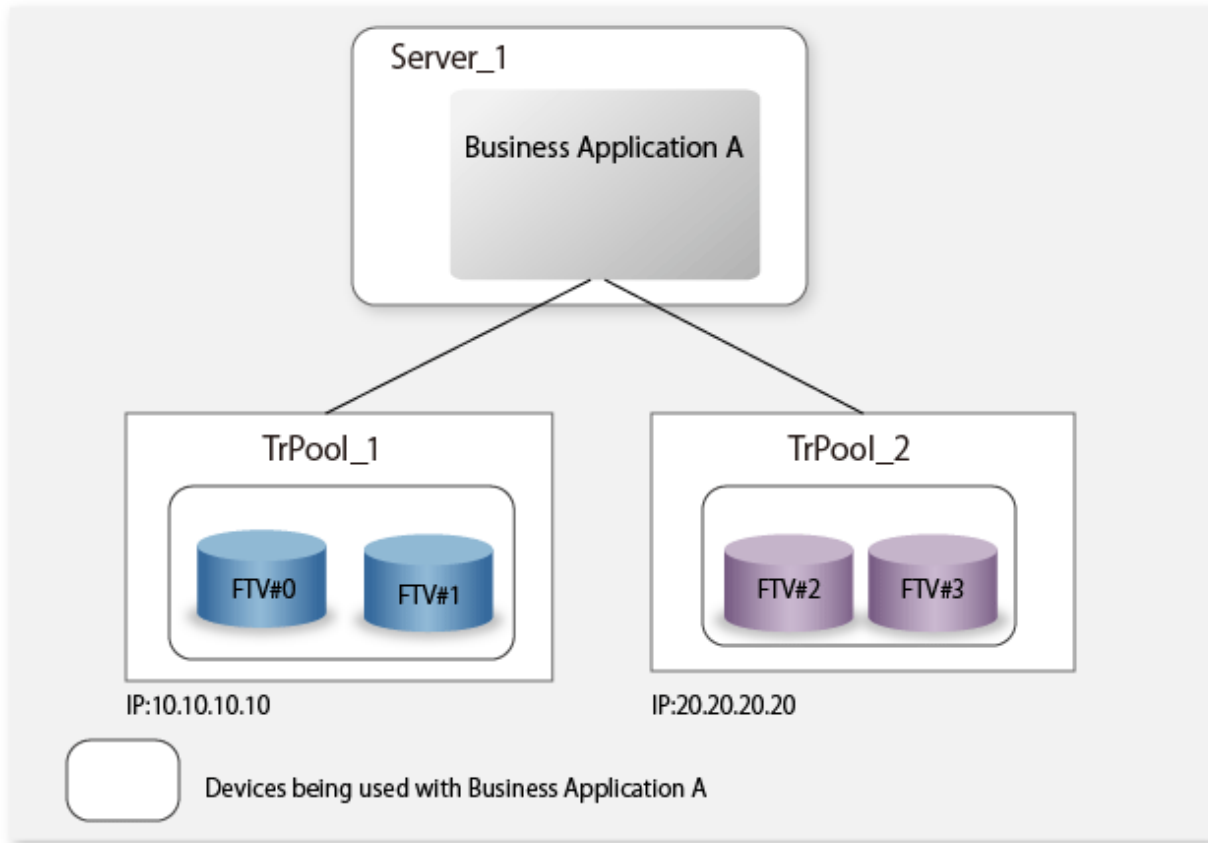 Server_1
Business Application A
TrPool_1
TrPool_2
FTV#0
FTV#1
FTV#2
FTV#3
IP:10.10.10.10
IP:20.20.20.20
Devices being used with Business Application A